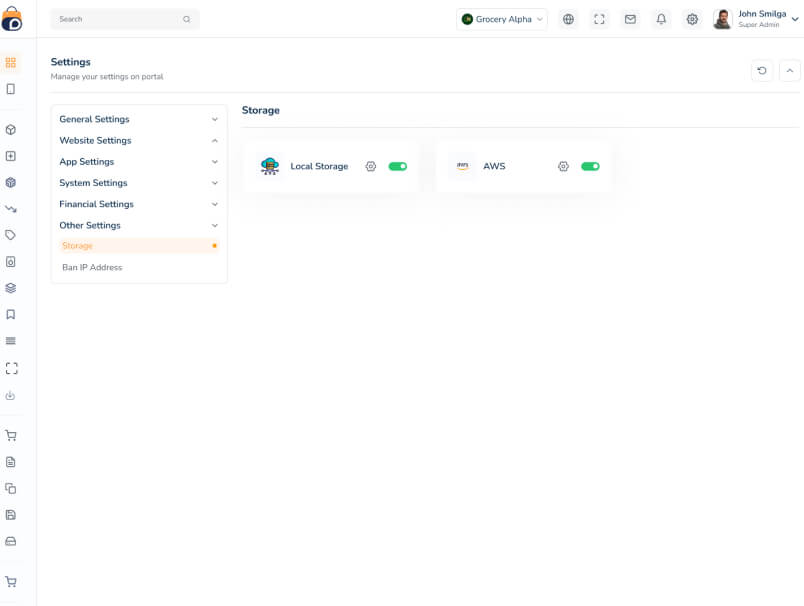 Search
Grocery Alpha
John Smilga
Super Admin
Settings
Manage your settings on portal
General Settings
Website Settings
App Settings
System Settings
Financial Settings
Other Settings
Storage
Ban IP Address
Storage
Local Storage
aws
AWS